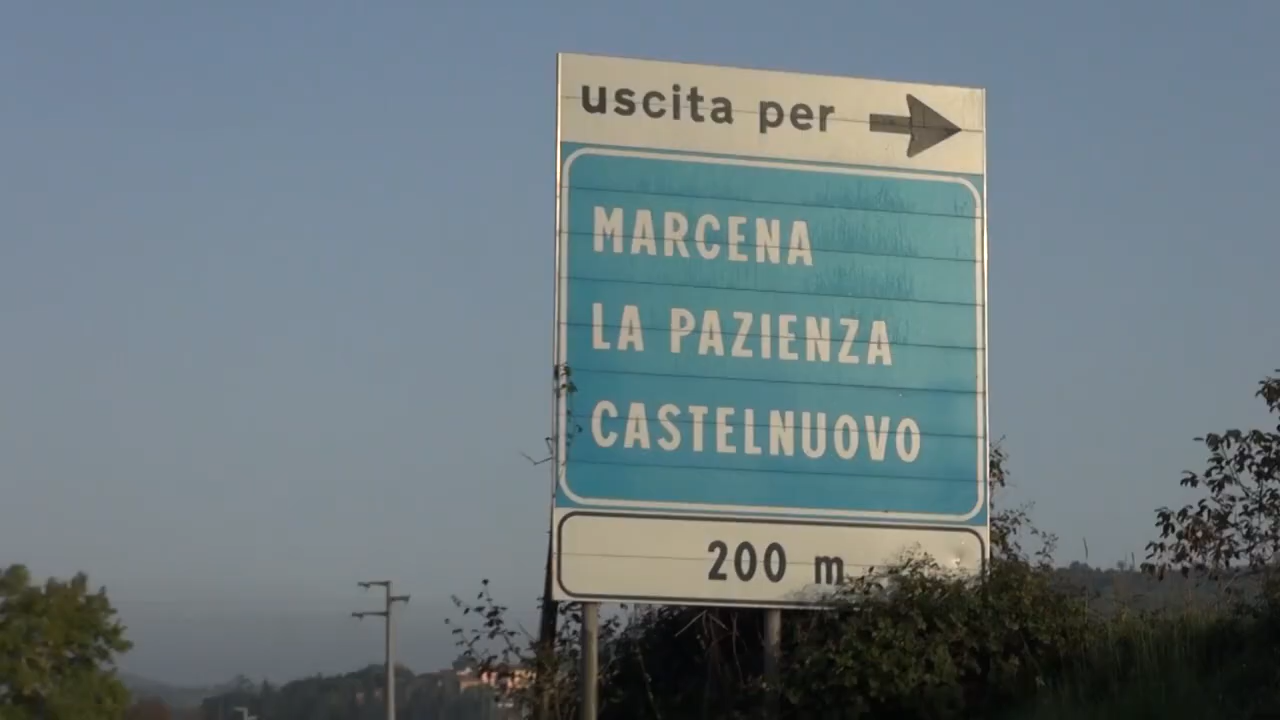 uscita per
MARCENA
LA PAZIENZA
CASTELNUOVO
200 m